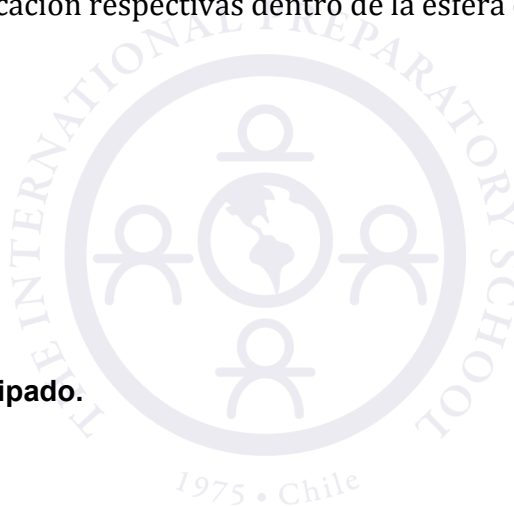 cación respectivas dentro de la esfera
THE INTERNATIONAL PREPARATORY SCHOOL
ipado.
1975 • Chile